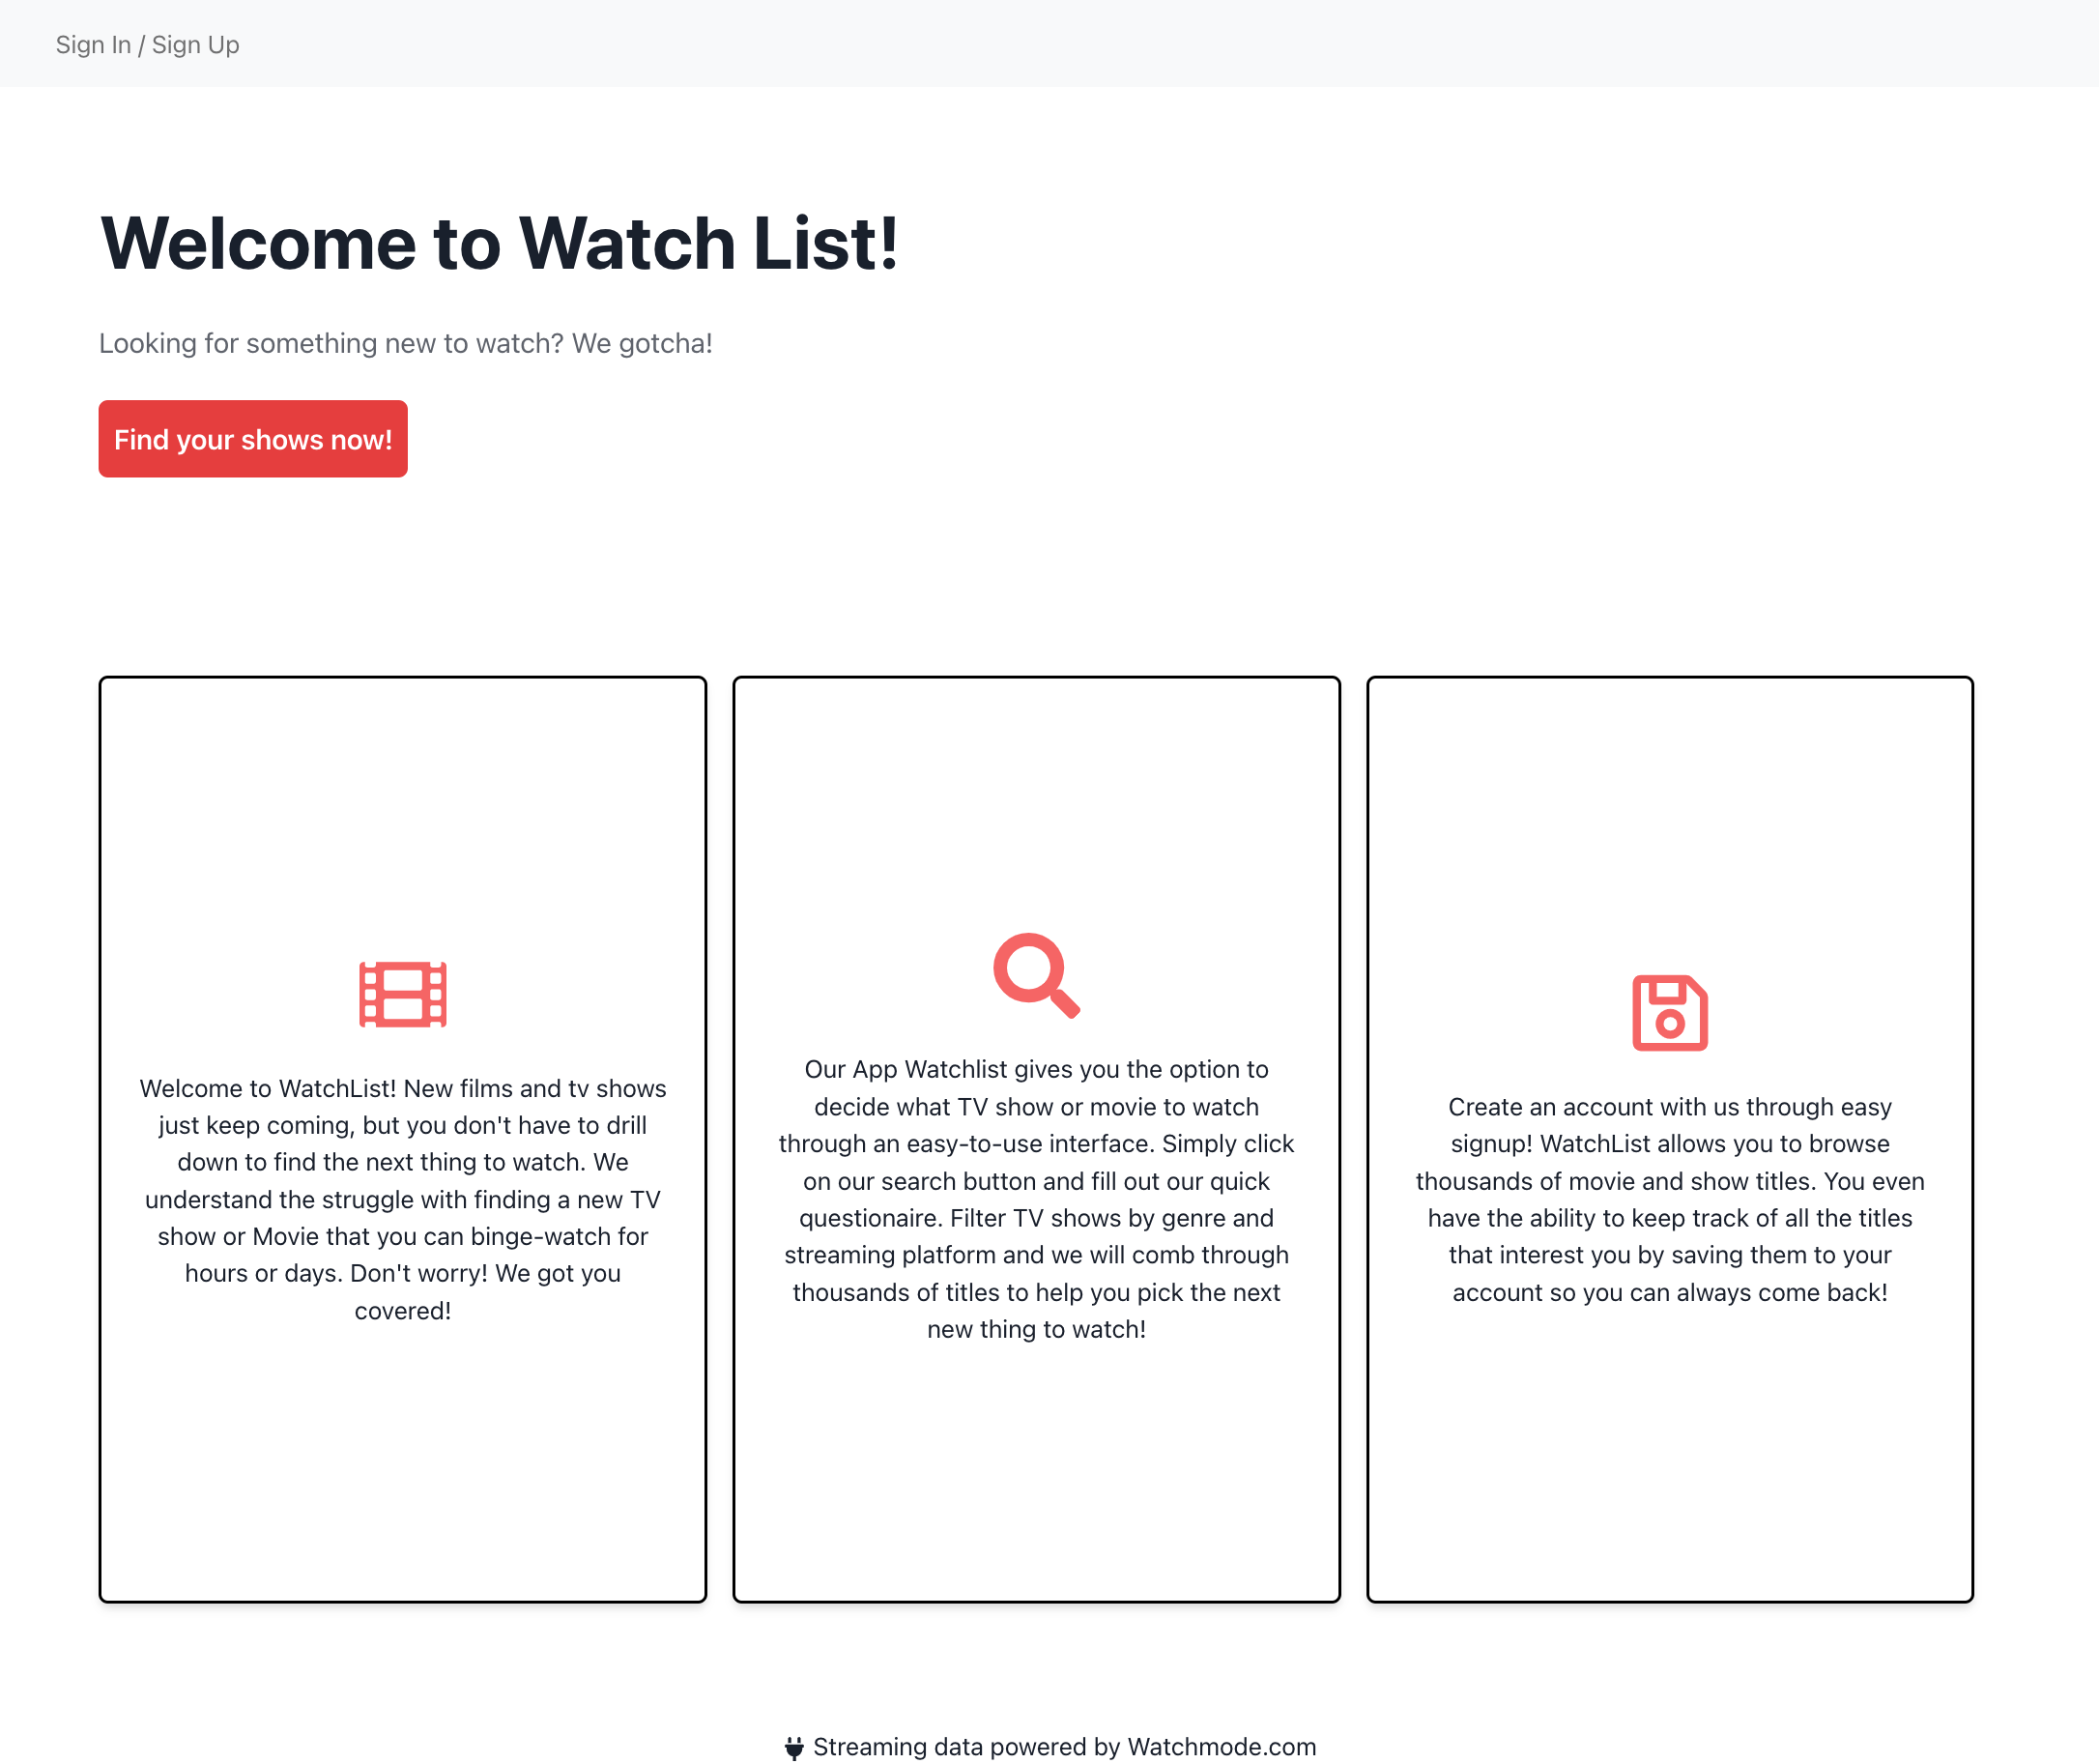 Sign In / Sign Up
Welcome to Watch List!
Looking for something new to watch? We gotcha!
Find your shows now!
Welcome to WatchList! New films and tv shows
just keep coming, but you don't have to drill
down to find the next thing to watch. We
understand the struggle with finding a new TV
show or Movie that you can binge-watch for
hours or days. Don't worry! We got you
covered!
Our App Watchlist gives you the option to
decide what TV show or movie to watch
through an easy-to-use interface. Simply click
on our search button and fill out our quick
questionaire. Filter TV shows by genre and
streaming platform and we will comb through
thousands of titles to help you pick the next
new thing to watch!
Create an account with us through easy
signup! WatchList allows you to browse
thousands of movie and show titles. You even
have the ability to keep track of all the titles
that interest you by saving them to your
account so you can always come back!
Streaming data powered by Watchmode.com